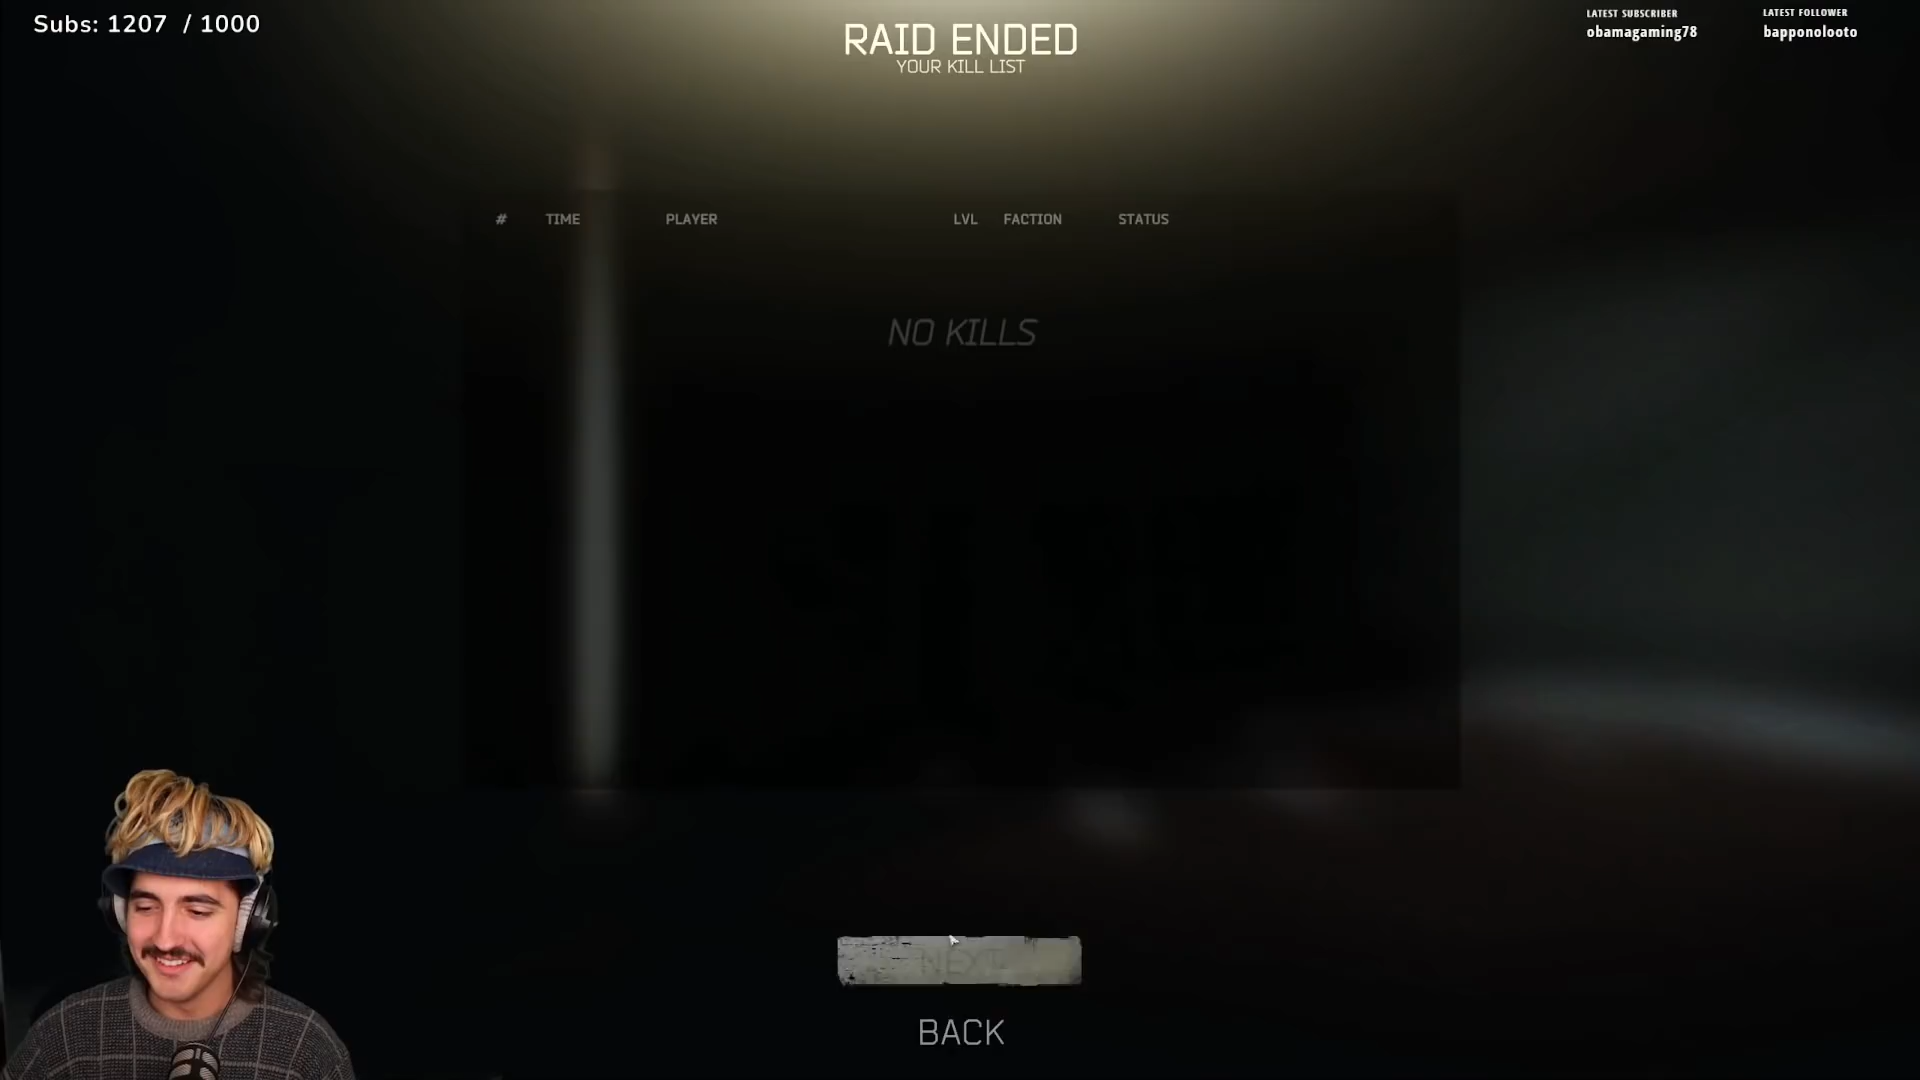 Subs: 1207 / 1000
RAID ENDED
YOUR KILL LIST
LATEST SUBSCRIBER
obamagaming78
LATEST FOLLOWER
bapponolooto
# TIME PLAYER LVL FACTION STATUS
NO KILLS
NEXT
BACK